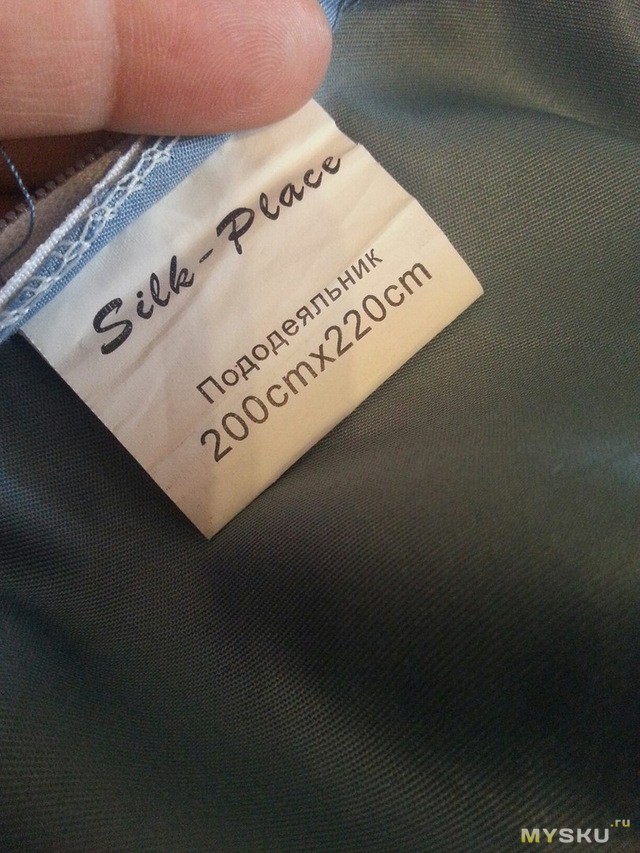 Silk-Place
Пододеяльник
200cmx220cm
MYSKU.ru